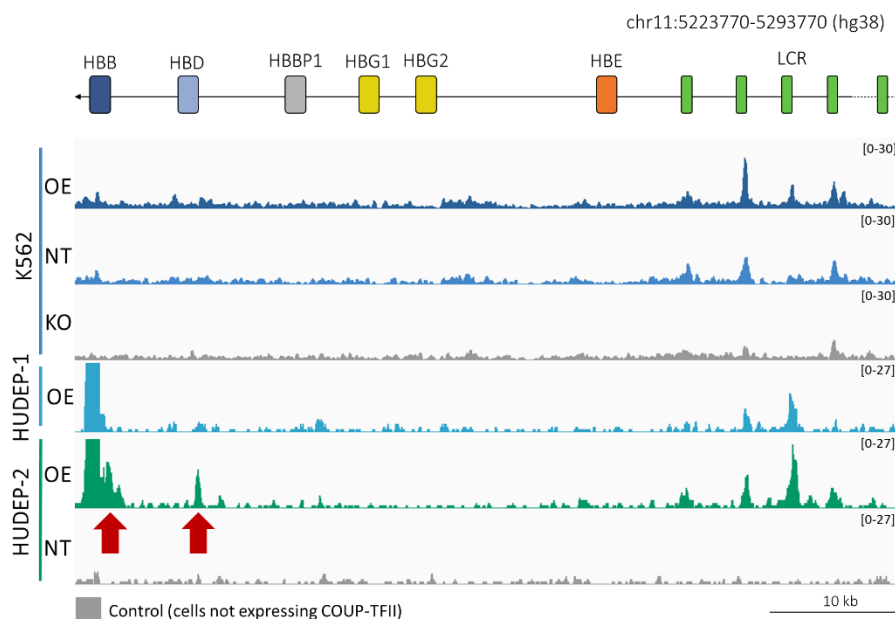 chr11:5223770-5293770 (hg38)
HBB HBD HBBP1 HBG1 HBG2 HBE LCR
K562
OE [0-30]
NT [0-30]
KO [0-30]
HUDEP-1
OE [0-27]
HUDEP-2
OE [0-27]
NT [0-27]
Control (cells not expressing COUP-TFII)
10 kb